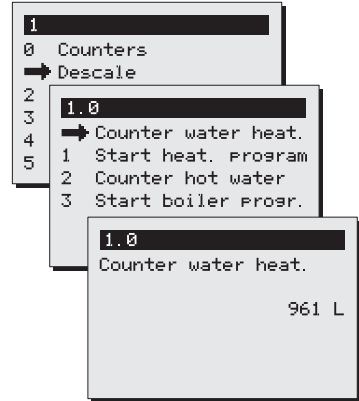 1
0 Counters
➡ Descale
2
3
4
5
1.0
➡ Counter water heat.
1 Start heat. program
2 Counter hot water
3 Start boiler progr.
1.0
Counter water heat.
961 L